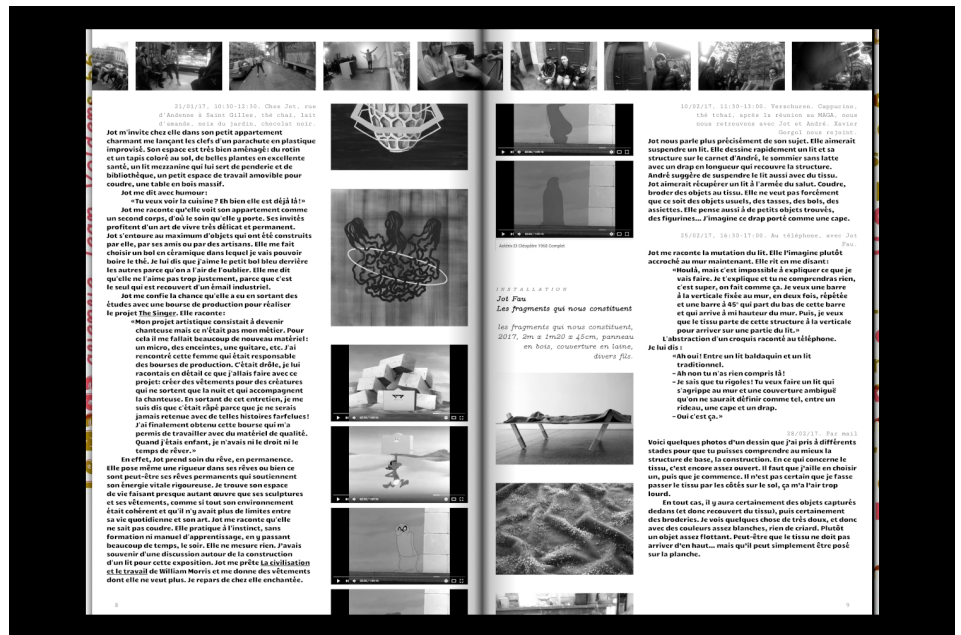 21/01/17, 10:30-12:30. Chez Jot, rue
d'Andenne à Saint Gilles, thé chaï, lait
d'amande, noix du jardin, chocolat noir.
Jot m'invite chez elle dans son petit appartement
charmant me lançant les clefs d'un parachute en plastique
improvisé. Son espace est très bien aménagé: du rotin
et un tapis coloré au sol, de belles plantes en excellente
santé, un lit mezzanine qui lui sert de penderie et de
bibliothèque, un petit espace de travail amovible pour
coudre, une table en bois massif.
Jot me dit avec humour:
«Tu veux voir la cuisine? Eh bien elle est déjà là!»
Jot me raconte qu'elle voit son appartement comme
un second corps, d'où le soin qu'elle y porte. Ses invités
profitent d'un art de vivre très délicat et permanent.
Jot s'entoure au maximum d'objets qui ont été construits
par elle, par ses amis ou par des artisans. Elle me fait
choisir un bol en céramique dans lequel je vais pouvoir
boire le thé. Je lui dis que j'aime le petit bol bleu derrière
les autres parce qu'on a l'air de l'oublier. Elle me dit
qu'elle ne l'aime pas trop justement, parce que c'est
le seul qui est recouvert d'un émail industriel.
Jot me confie la chance qu'elle a eu en sortant des
études avec une bourse de production pour réaliser
le projet The Singer. Elle raconte:
«Mon projet artistique consistait à devenir
chanteuse mais ce n'était pas mon métier. Pour
cela il me fallait beaucoup de nouveau matériel:
un micro, des enceintes, une guitare, etc. J'ai
rencontré cette femme qui était responsable
des bourses de production. C'était drôle, je lui
racontais en détail ce que j'allais faire avec ce
projet: créer des vêtements pour des créatures
qui ne sortent que la nuit et qui accompagnent
la chanteuse. En sortant de cet entretien, je me
suis dis que c'était râpé parce que je ne serais
jamais retenue avec de telles histoires farfelues!
J'ai finalement obtenu cette bourse qui m'a
permis de travailler avec du matériel de qualité.
Quand j'étais enfant, je n'avais ni le droit ni le
temps de rêver.»
En effet, Jot prend soin du rêve, en permanence.
Elle pose même une rigueur dans ses rêves ou bien ce
sont peut-être ses rêves permanents qui soutiennent
son énergie vitale rigoureuse. Je trouve son espace
de vie faisant presque autant œuvre que ses sculptures
et ses vêtements, comme si tout son environnement
était cohérent et qu'il n'y avait plus de limites entre
sa vie quotidienne et son art. Jot me raconte qu'elle
ne sait pas coudre. Elle pratique à l'instinct, sans
formation ni manuel d'apprentissage, en y passant
beaucoup de temps, le soir. Elle ne mesure rien. J'avais
souvenir d'une discussion autour de la construction
d'un lit pour cette exposition. Jot me prête La civilisation
et le travail de William Morris et me donne des vêtements
dont elle ne veut plus. Je repars de chez elle enchantée.
8
Astérix Et Cléopâtre 1968 Complet
INSTALLATION
Jot Fau
Les fragments qui nous constituent
les fragments qui nous constituent,
2017, 2m x 1m20 x 45cm, panneau
en bois, couverture en laine,
divers fils.
10/02/17, 11:30-13:00. Verschuren. Cappucino,
thé tchaï, après la réunion au MAGA, nous
nous retrouvons avec Jot et André. Xavier
Gorgol nous rejoint.
Jot nous parle plus précisément de son sujet. Elle aimerait
suspendre un lit. Elle dessine rapidement un lit et sa
structure sur le carnet d'André, le sommier sans latte
avec un drap en longueur qui recouvre la structure.
André suggère de suspendre le lit aussi avec du tissu.
Jot aimerait récupérer un lit à l'armée du salut. Coudre,
broder des objets au tissu. Elle ne veut pas forcément
que ce soit des objets usuels, des tasses, des bols, des
assiettes. Elle pense aussi à de petits objets trouvés,
des figurines... J'imagine ce drap porté comme une cape.
25/02/17, 16:30-17:00. Au téléphone, avec Jot
Fau.
Jot me raconte la mutation du lit. Elle l'imagine plutôt
accroché au mur maintenant. Elle rit en me disant:
«Houlá, mais c'est impossible à expliquer ce que je
vais faire. Je t'explique et tu ne comprendras rien,
c'est super, on fait comme ça. Je veux une barre
à la verticale fixée au mur, en deux fois, répétée
et une barre à 45° qui part du bas de cette barre
et qui arrive à mi hauteur du mur. Puis, je veux
que le tissu parte de cette structure à la verticale
pour arriver sur une partie du lit.»
L'abstraction d'un croquis raconté au téléphone.
Je lui dis:
«Ah oui! Entre un lit baldaquin et un lit
traditionnel.
– Ah non tu n'as rien compris là!
– Je sais que tu rigoles! Tu veux faire un lit qui
s'agrippe au mur et une couverture ambiguë
qu'on ne saurait définir comme tel, entre un
rideau, une cape et un drap.
– Oui c'est ça.»
28/02/17. Par mail
Voici quelques photos d'un dessin que j'ai pris à différents
stades pour que tu puisses comprendre au mieux la
structure de base, la construction. En ce qui concerne le
tissu, c'est encore assez ouvert. Il faut que j'aille en choisir
un, puis que je commence. Il n'est pas certain que je fasse
passer le tissu par les côtés sur le sol, ça m'a l'air trop
lourd.
En tout cas, il y aura certainement des objets capturés
dedans (et donc recouvert du tissu), puis certainement
des broderies. Je vois quelques chose de très doux, et donc
avec des couleurs assez blanches, rien de criard. Plutôt
un objet assez flottant. Peut-être que le tissu ne doit pas
arriver d'en haut... mais qu'il peut simplement être posé
sur la planche.
9